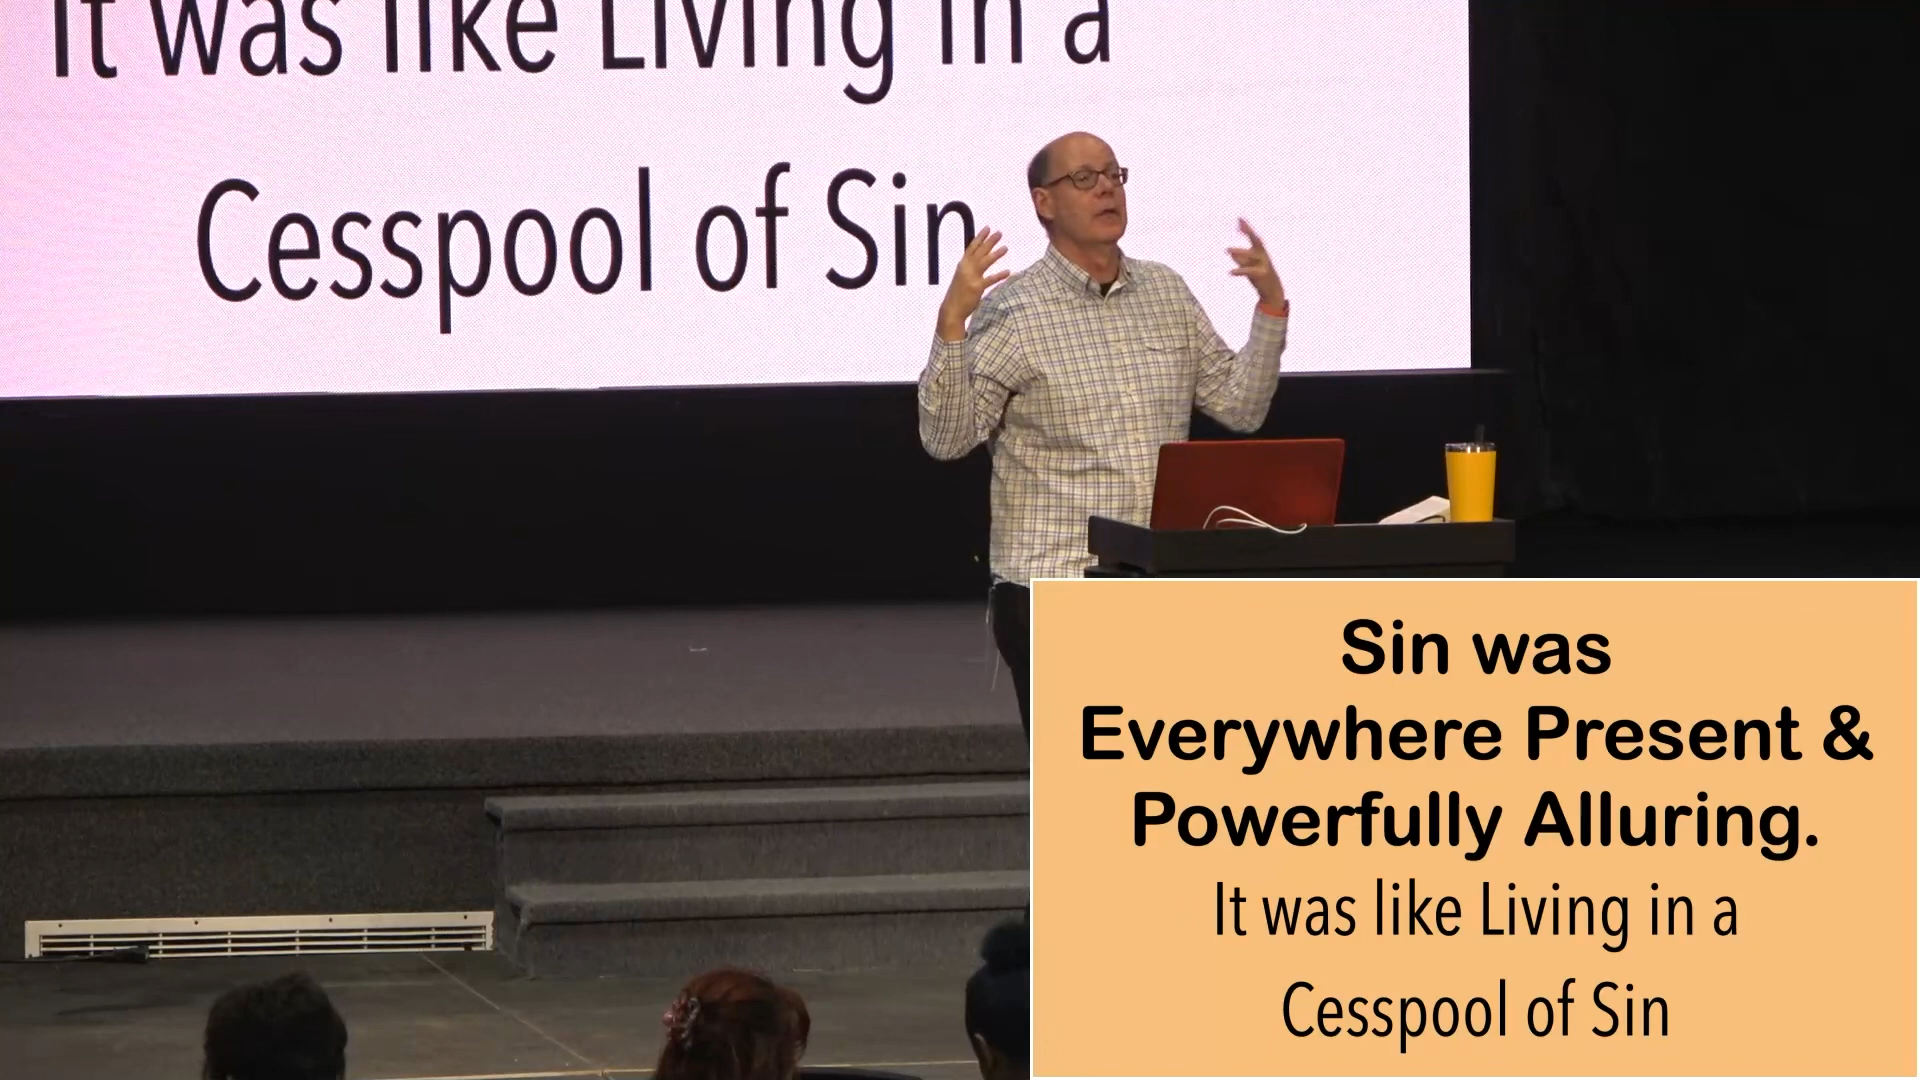 It was like Living in a
Cesspool of Sin
Sin was
Everywhere Present &
Powerfully Alluring.
It was like Living in a
Cesspool of Sin